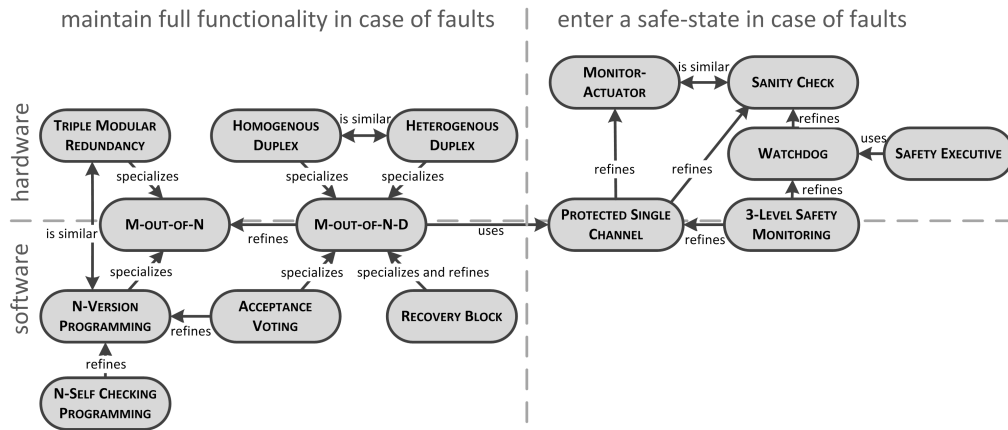 maintain full functionality in case of faults
enter a safe-state in case of faults
hardware
software
MONITOR-
ACTUATOR
is similar
SANITY CHECK
TRIPLE MODULAR
REDUNDANCY
HOMOGENOUS
DUPLEX
is similar
HETEROGENOUS
DUPLEX
refines
WATCHDOG
uses
SAFETY EXECUTIVE
specializes
specializes
specializes
refines
refines
refines
M-OUT-OF-N
refines
M-OUT-OF-N-D
uses
PROTECTED SINGLE
CHANNEL
refines
3-LEVEL SAFETY
MONITORING
is similar
specializes
specializes
specializes and refines
N-VERSION
PROGRAMMING
refines
ACCEPTANCE
VOTING
RECOVERY BLOCK
refines
N-SELF CHECKING
PROGRAMMING